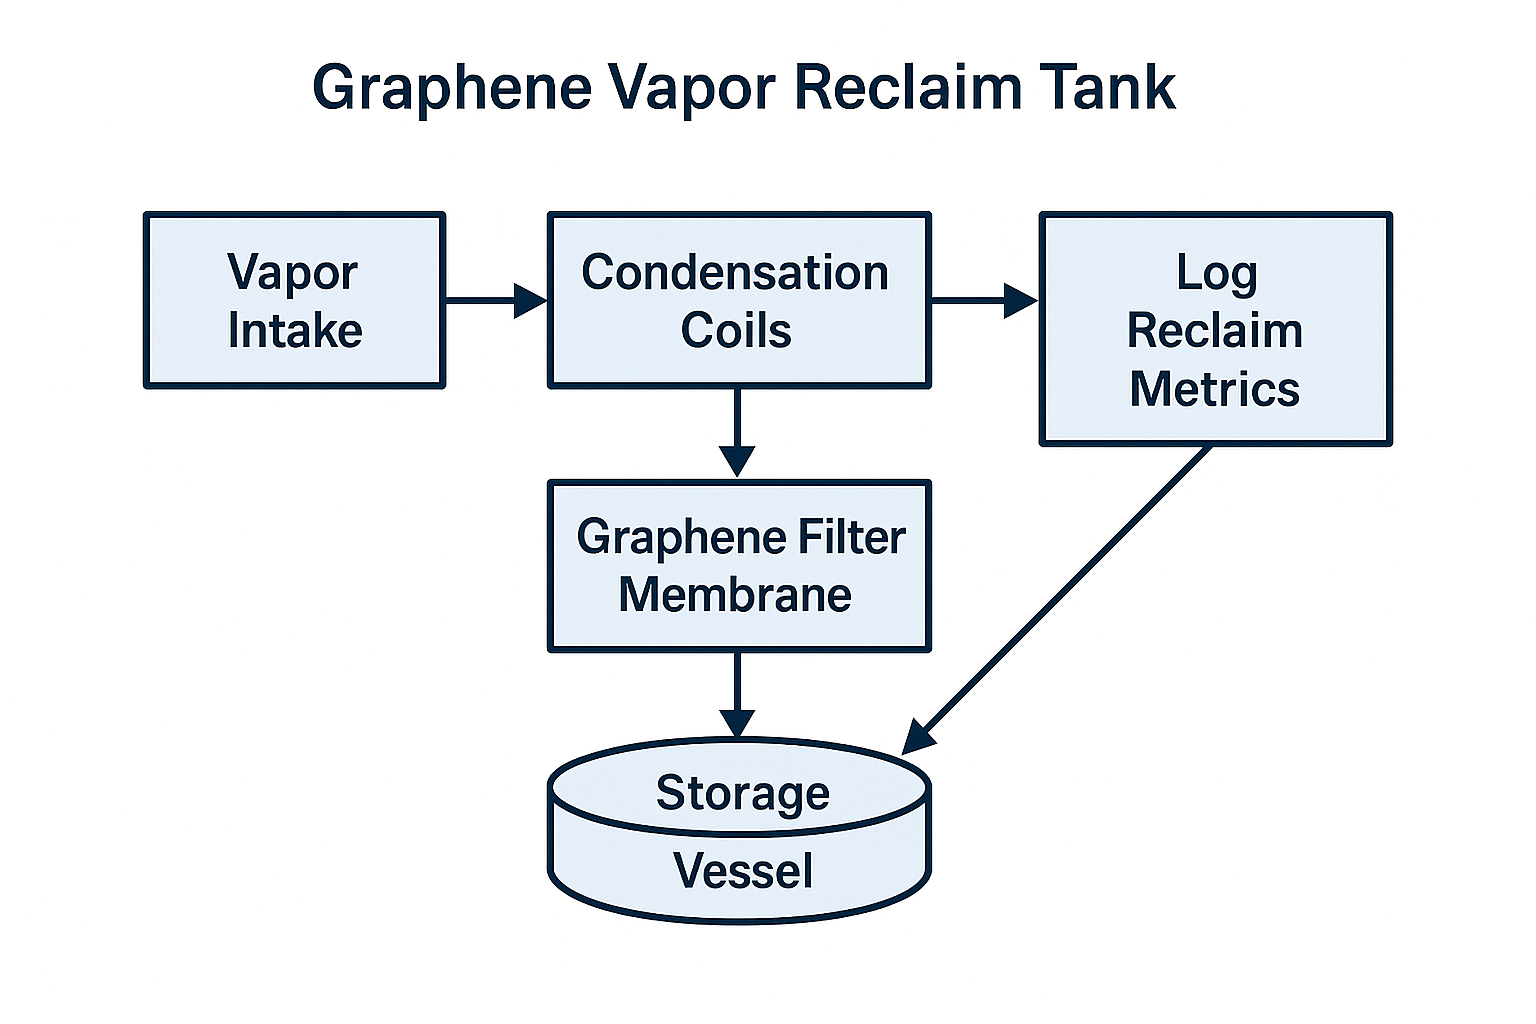 Graphene Vapor Reclaim Tank
Vapor
Intake
Condensation
Coils
Log
Reclaim
Metrics
Graphene Filter
Membrane
Storage
Vessel